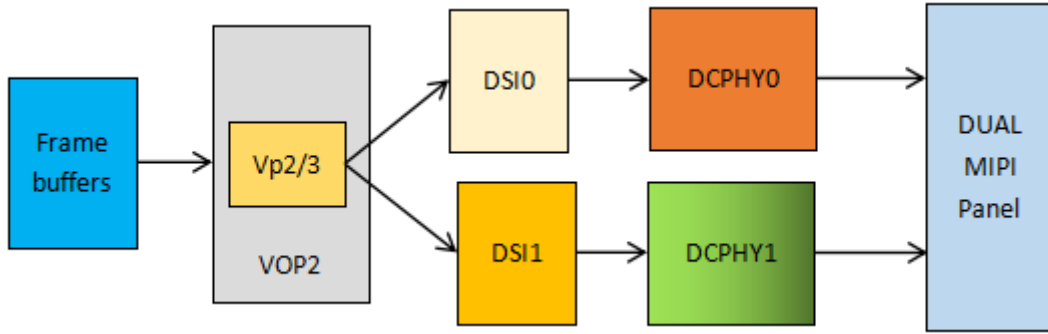 Frame
buffers
Vp2/3
VOP2
DSI0
DCPHY0
DSI1
DCPHY1
DUAL
MIPI
Panel